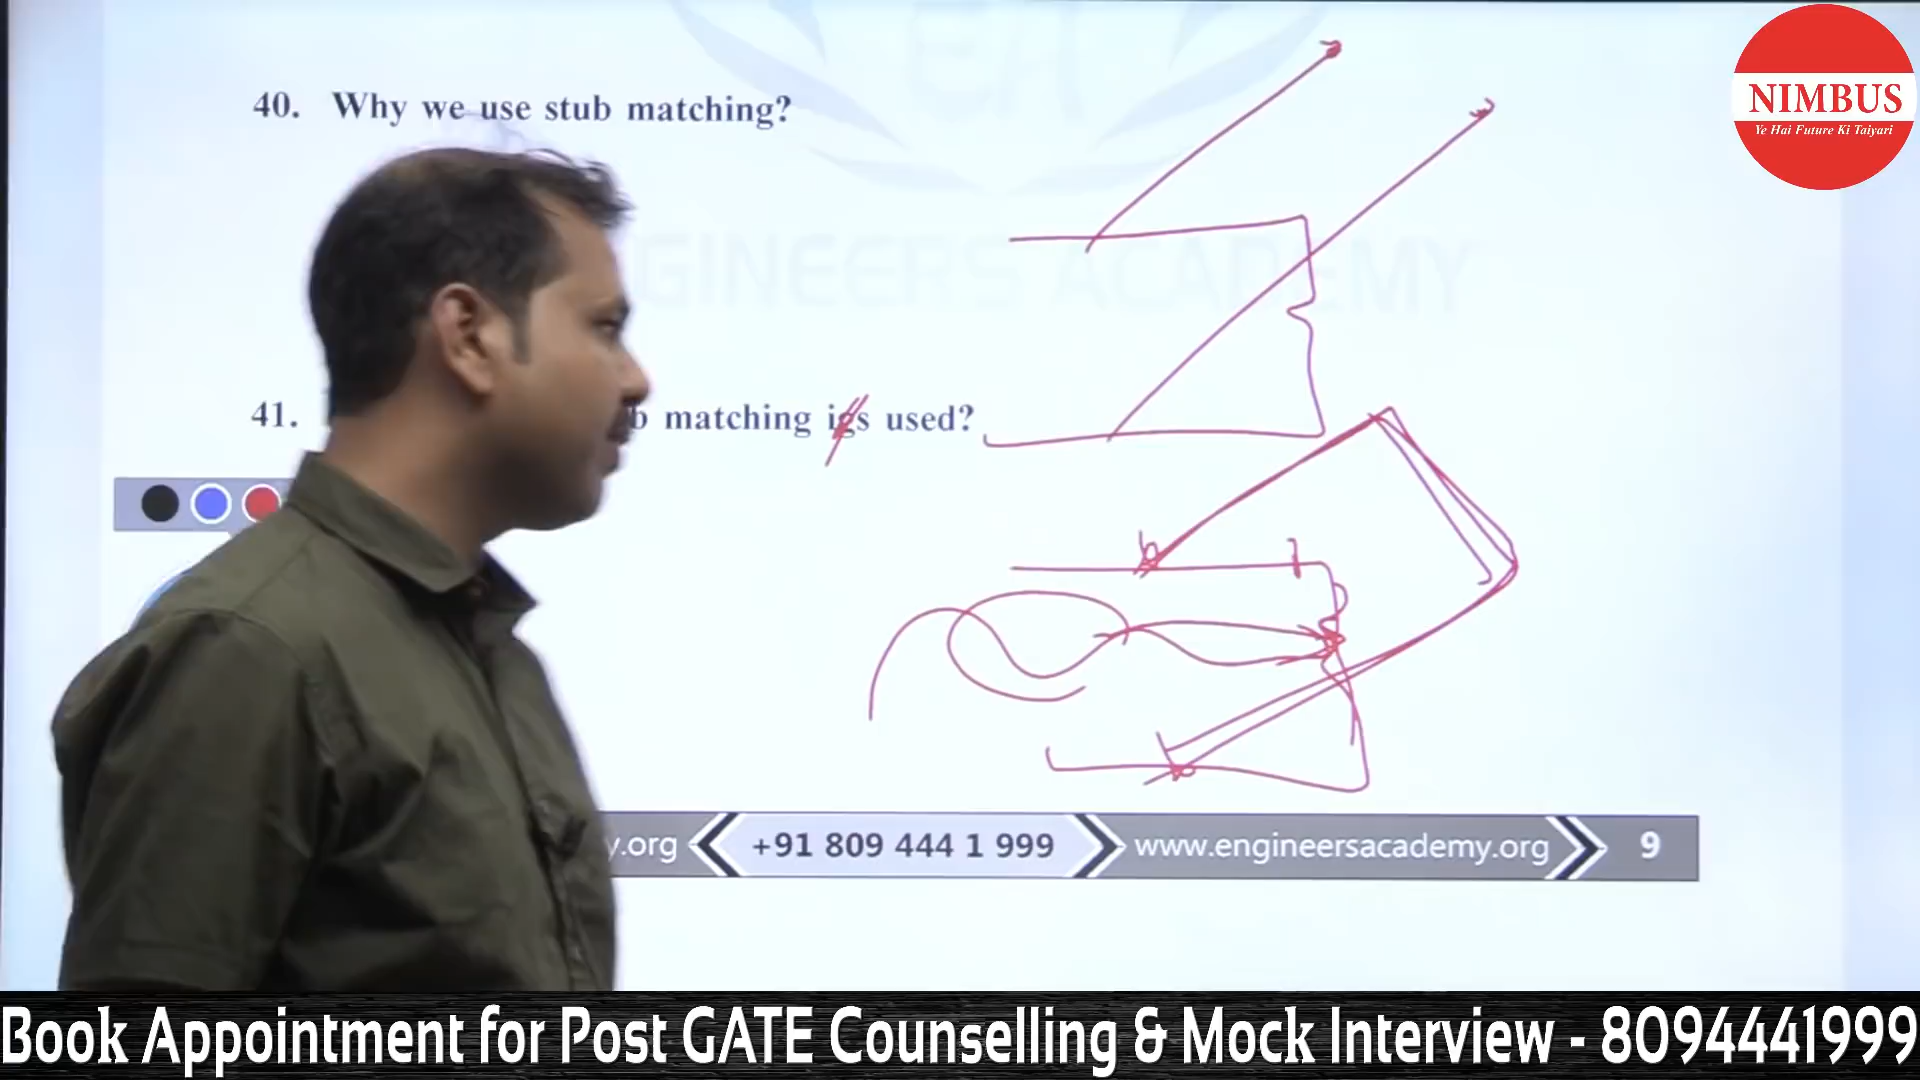 NIMBUS
Ye Hai Future Ki Taiyari
40. Why we use stub matching?
ENGINEERS ACADEMY
41. matching igs used?
y.org
+91 809 444 1 999
www.engineersacademy.org
9
Book Appointment for Post GATE Counselling & Mock Interview - 8094441999